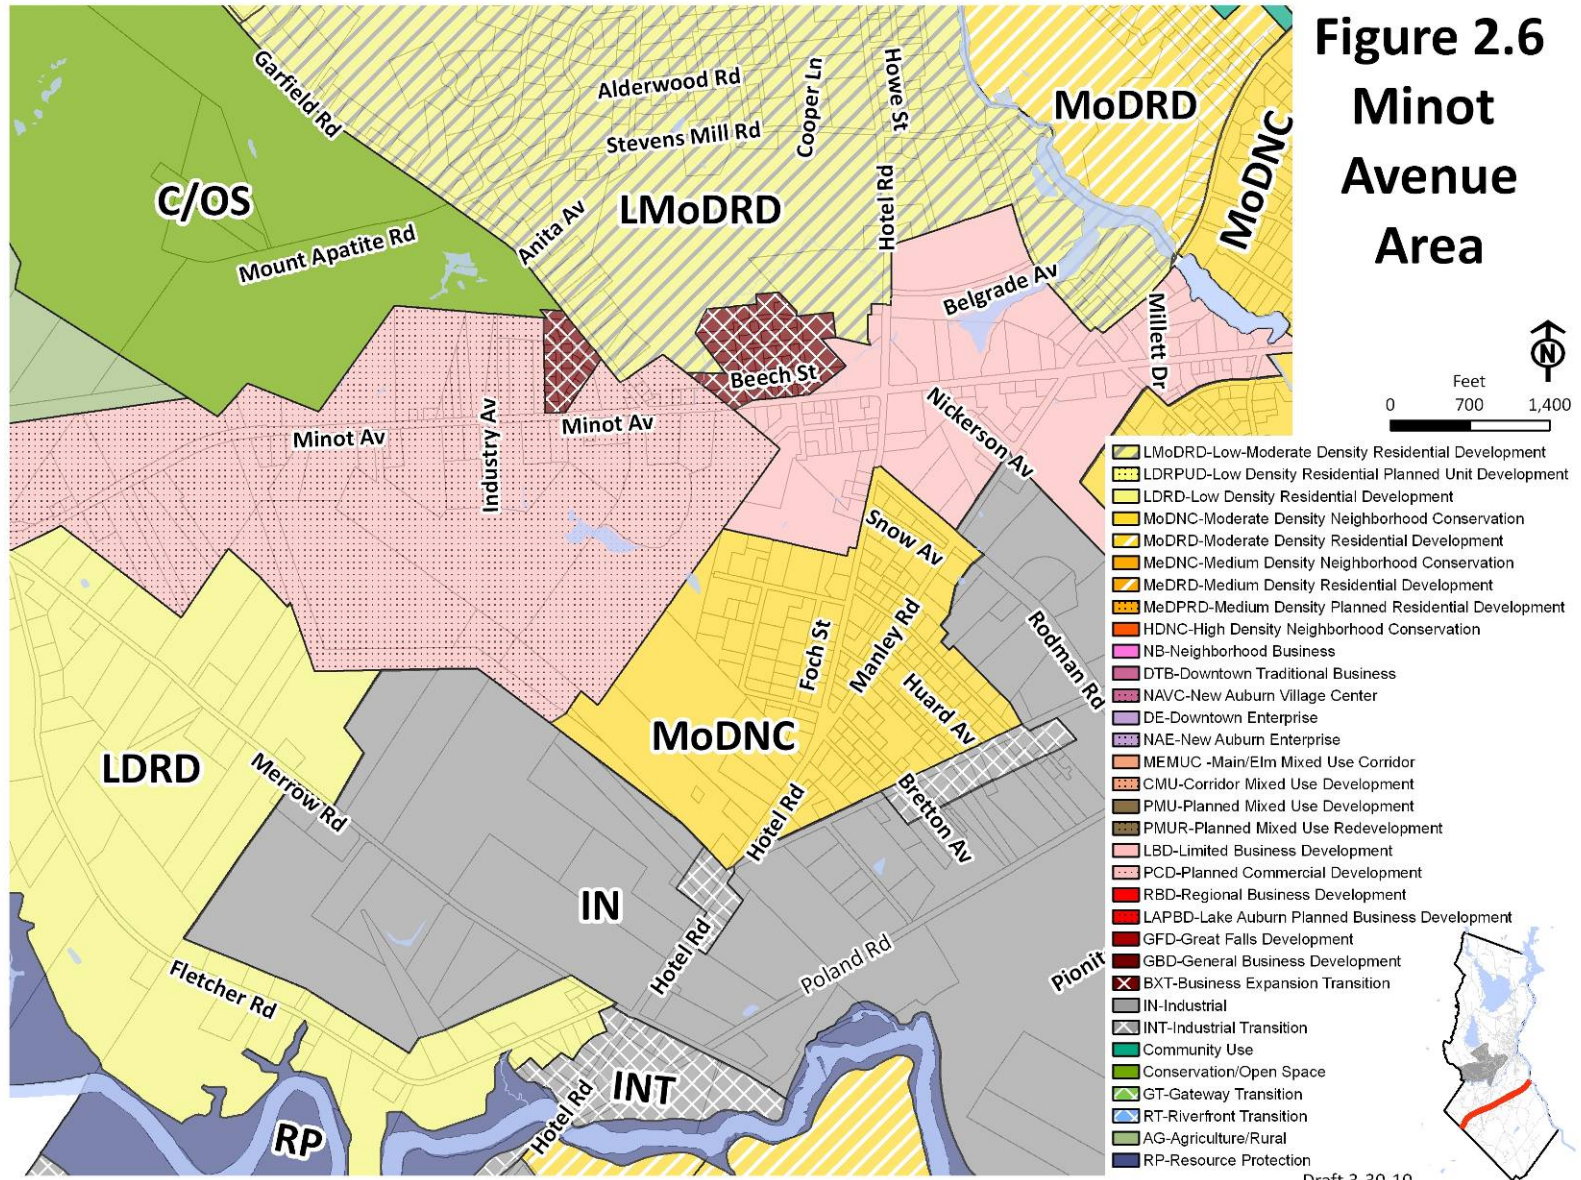 Figure 2.6
Minot
Avenue
Area
N
Feet
0 700 1,400
Garfield Rd
Alderwood Rd
Cooper Ln
Howe St
MoDRD
Stevens Mill Rd
MoDNC
C/OS
LMoDRD
Hotel Rd
Anita Av
Mount Apatite Rd
Belgrade Av
Millett Dr
Beech St
Minot Av
Industry Av
Minot Av
Nickerson Av
Snow Av
Foch St
Manley Rd
Rodman Rd
Huard Av
MoDNC
LDRD
Merrow Rd
Hotel Rd
Bretton Av
IN
Hotel Rd
Poland Rd
Fletcher Rd
INT
Hotel Rd
RP
LMoDRD-Low-Moderate Density Residential Development
LDRPUD-Low Density Residential Planned Unit Development
LDRD-Low Density Residential Development
MoDNC-Moderate Density Neighborhood Conservation
MoDRD-Moderate Density Residential Development
MeDNC-Medium Density Neighborhood Conservation
MeDRD-Medium Density Residential Development
MeDPRD-Medium Density Planned Residential Development
HDNC-High Density Neighborhood Conservation
NB-Neighborhood Business
DTB-Downtown Traditional Business
NAVC-New Auburn Village Center
DE-Downtown Enterprise
NAE-New Auburn Enterprise
MEMUC -Main/Elm Mixed Use Corridor
CMU-Corridor Mixed Use Development
PMU-Planned Mixed Use Development
PMUR-Planned Mixed Use Redevelopment
LBD-Limited Business Development
PCD-Planned Commercial Development
RBD-Regional Business Development
LAPBD-Lake Auburn Planned Business Development
GFD-Great Falls Development
GBD-General Business Development
BXT-Business Expansion Transition
IN-Industrial
INT-Industrial Transition
Community Use
Conservation/Open Space
GT-Gateway Transition
RT-Riverfront Transition
AG-Agriculture/Rural
RP-Resource Protection